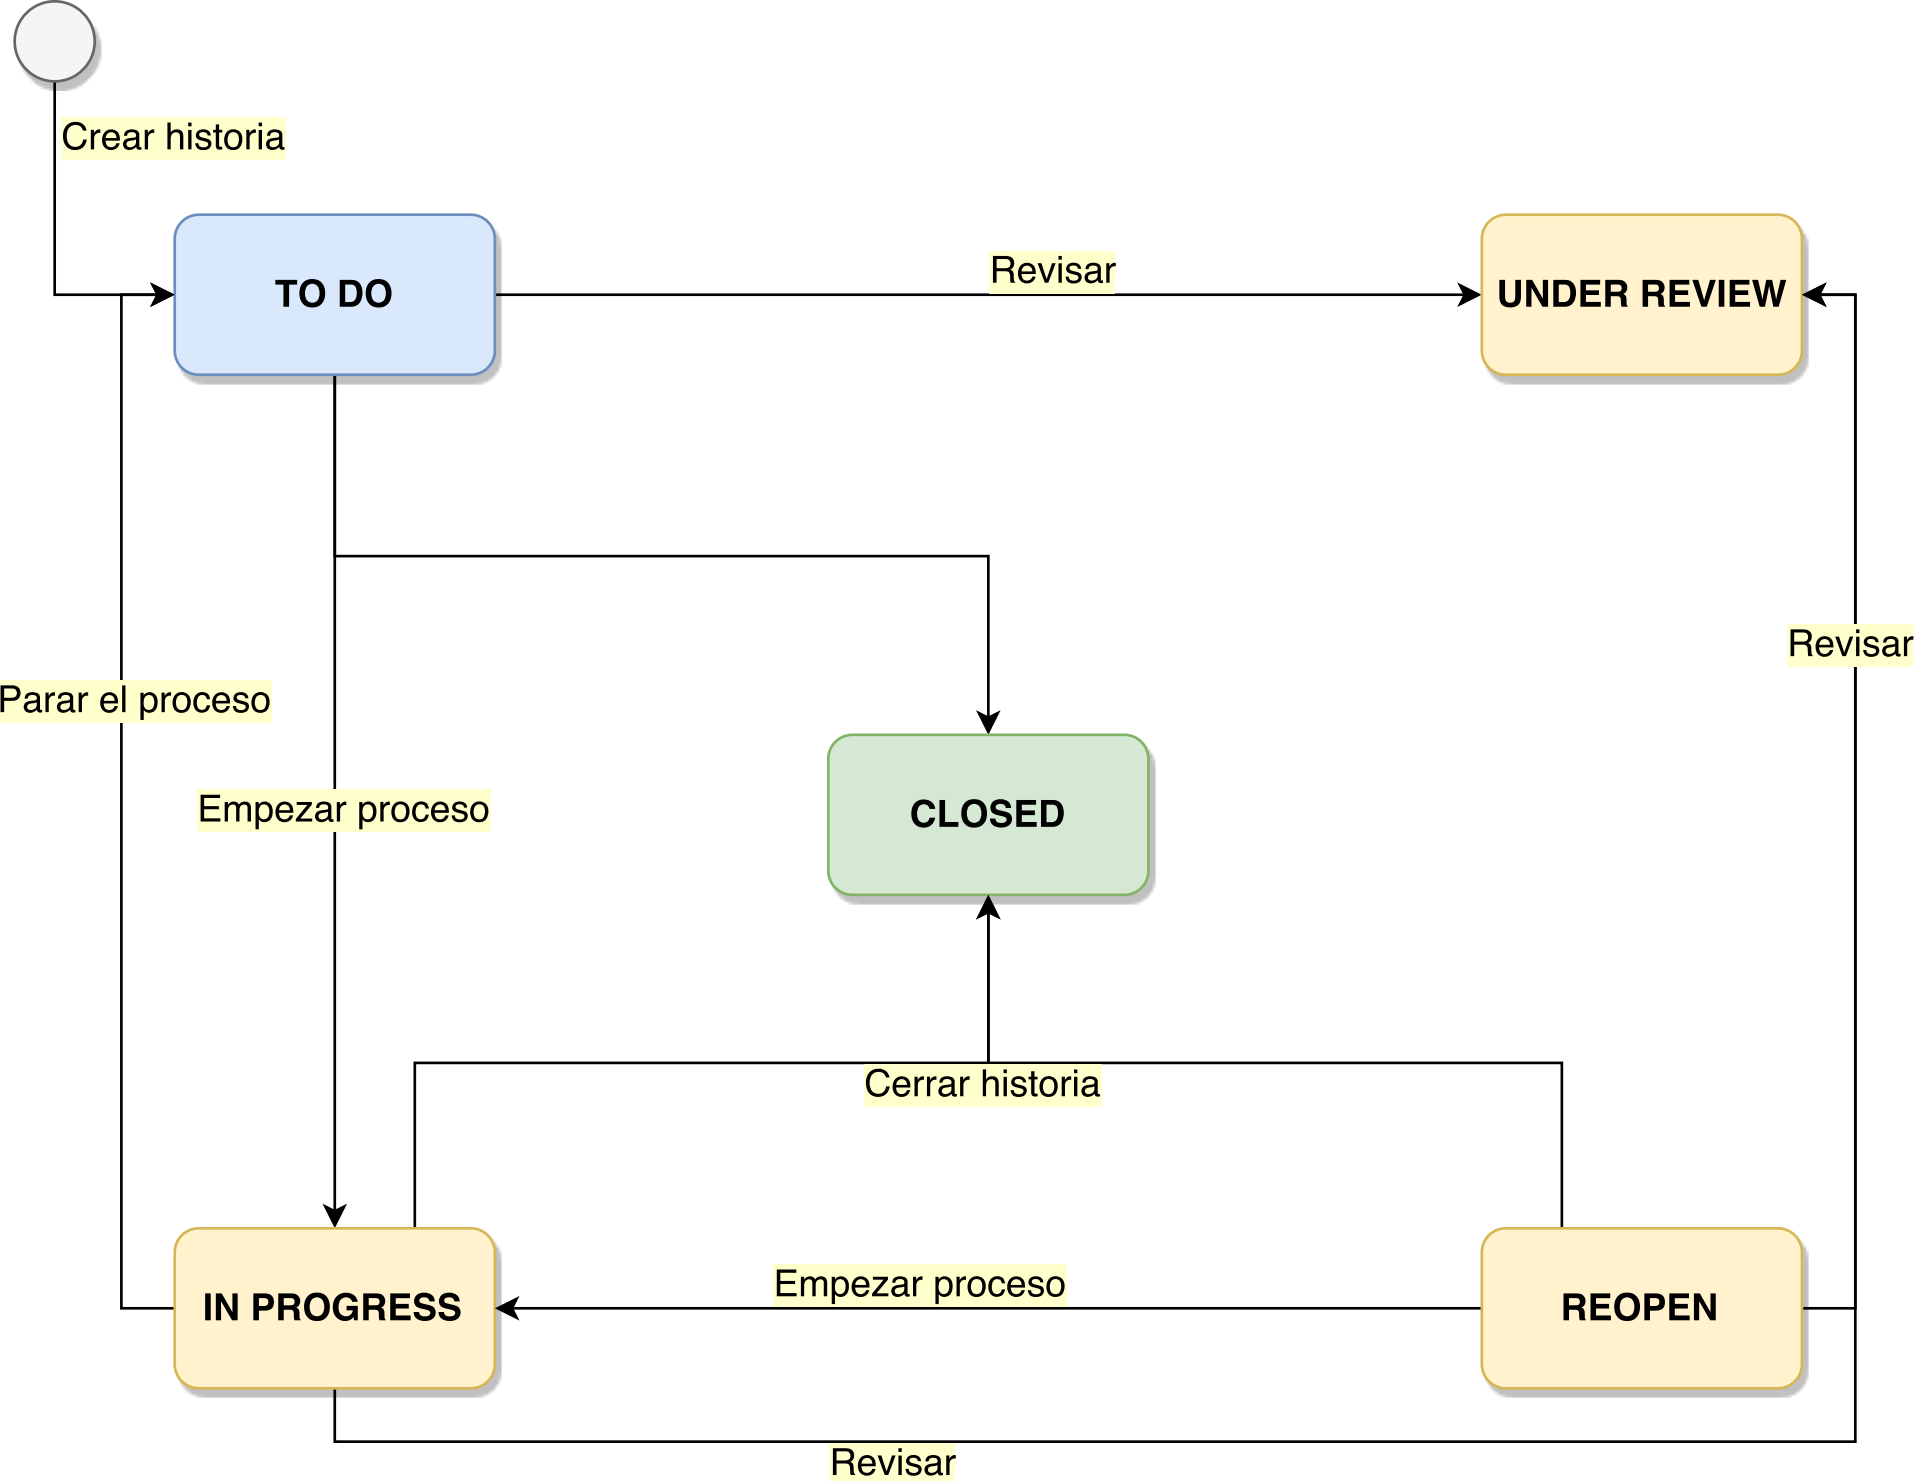 Crear historia
TO DO
Revisar
UNDER REVIEW
Revisar
Parar el proceso
Empezar proceso
CLOSED
Cerrar historia
Empezar proceso
IN PROGRESS
REOPEN
Revisar